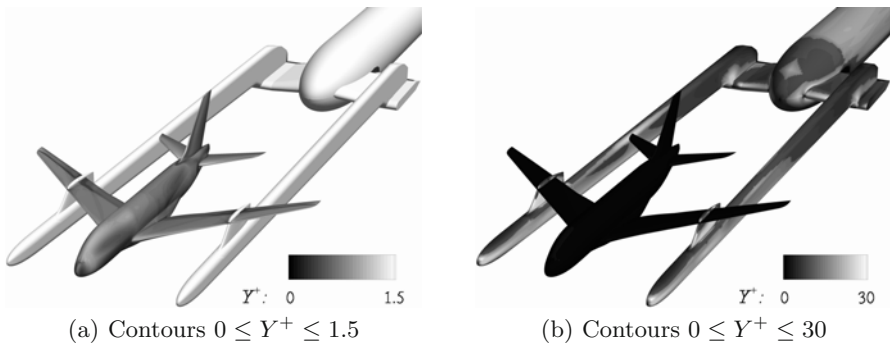 Y⁺: 0 1.5
Y⁺: 0 30
(a) Contours 0 ≤ Y⁺ ≤ 1.5
(b) Contours 0 ≤ Y⁺ ≤ 30